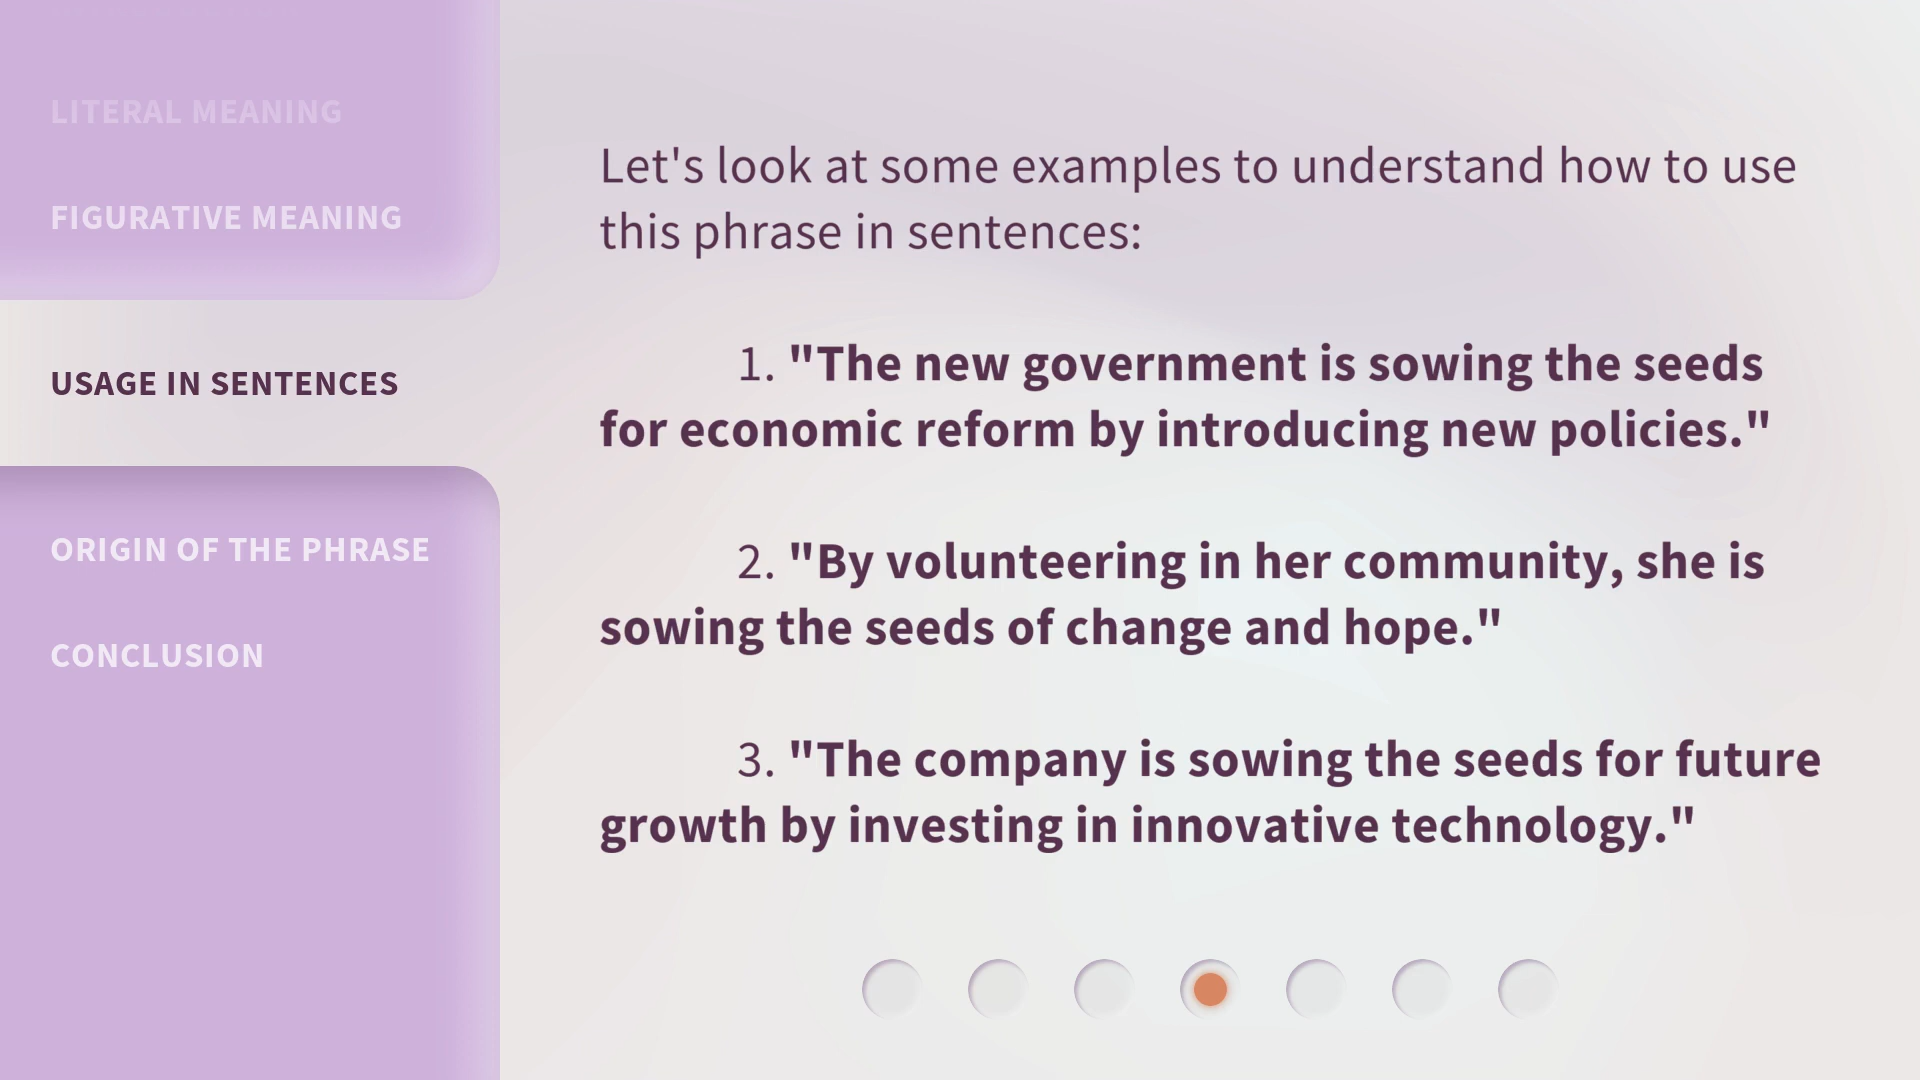 LITERAL MEANING
FIGURATIVE MEANING
USAGE IN SENTENCES
ORIGIN OF THE PHRASE
CONCLUSION
Let's look at some examples to understand how to use
this phrase in sentences:
1. "The new government is sowing the seeds
for economic reform by introducing new policies."
2. "By volunteering in her community, she is
sowing the seeds of change and hope."
3. "The company is sowing the seeds for future
growth by investing in innovative technology."